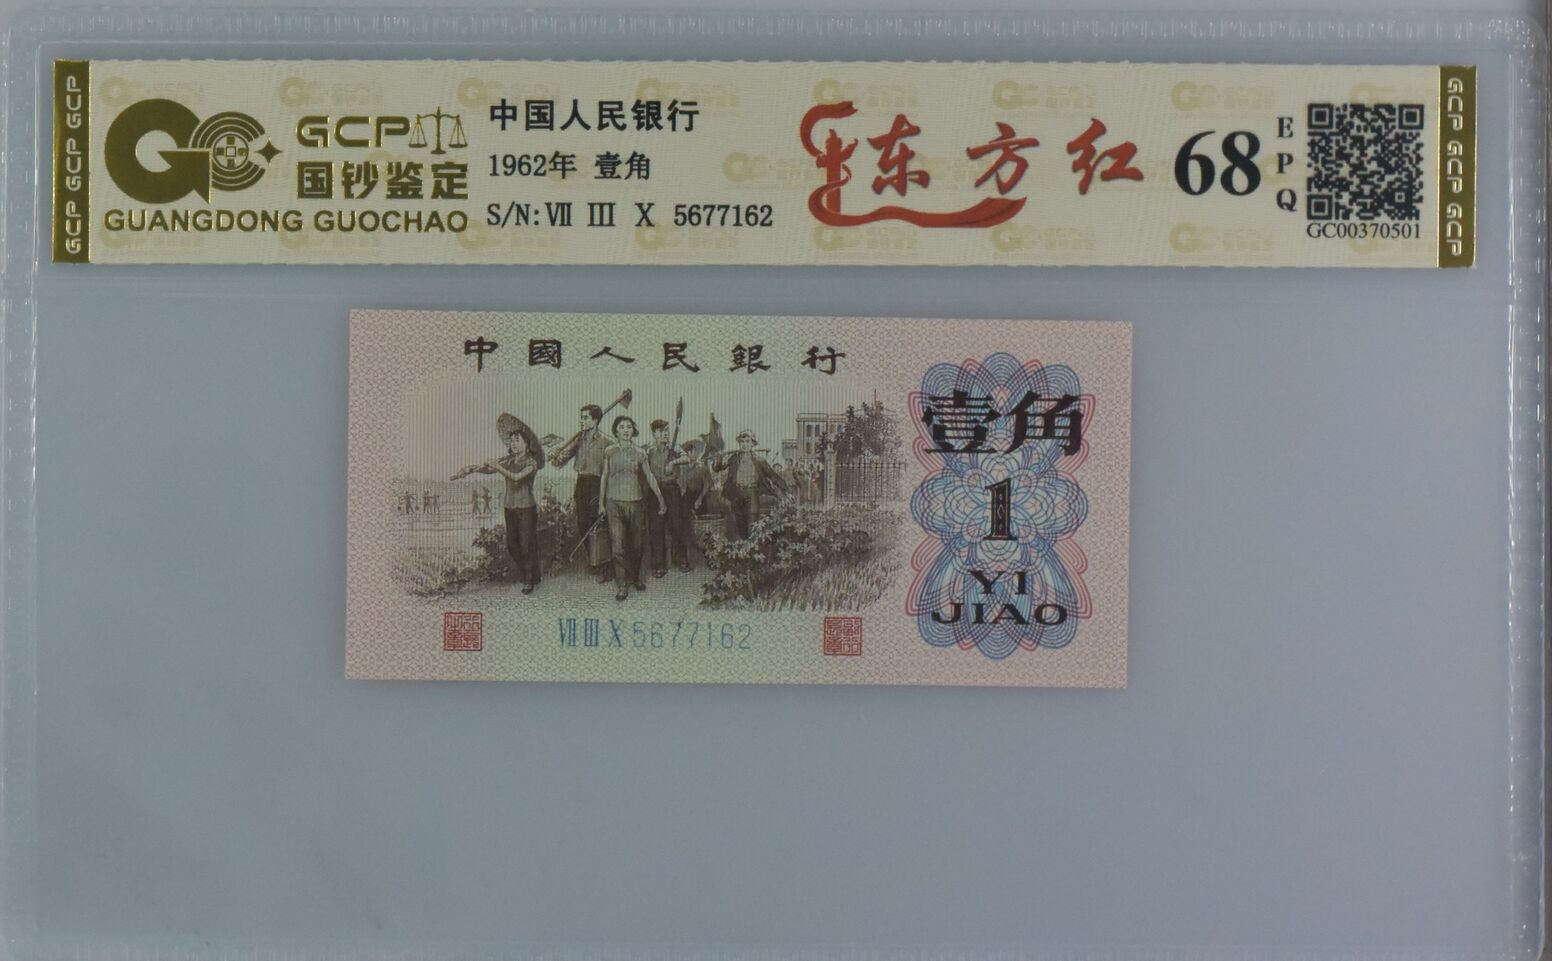 GCP GCP GCP
GCP
国钞鉴定
GUANGDONG GUOCHAO
中国人民银行
1962年 壹角
S/N:Ⅶ Ⅲ Ⅹ 5677162
东方红
68
EPQ
GC00370501
GCP GCP GCP
中國人民銀行
壹角
1
YI
JIAO
Ⅶ Ⅲ Ⅹ 5677162